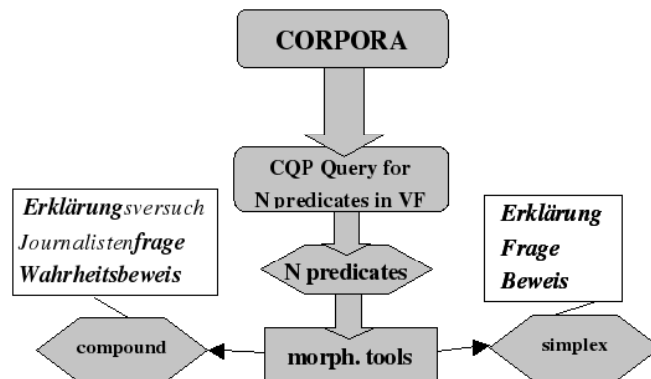 CORPORA
CQP Query for
N predicates in VF
Erklärungsversuch
Journalistenfrage
Wahrheitsbeweis
Erklärung
Frage
Beweis
N predicates
compound
morph. tools
simplex